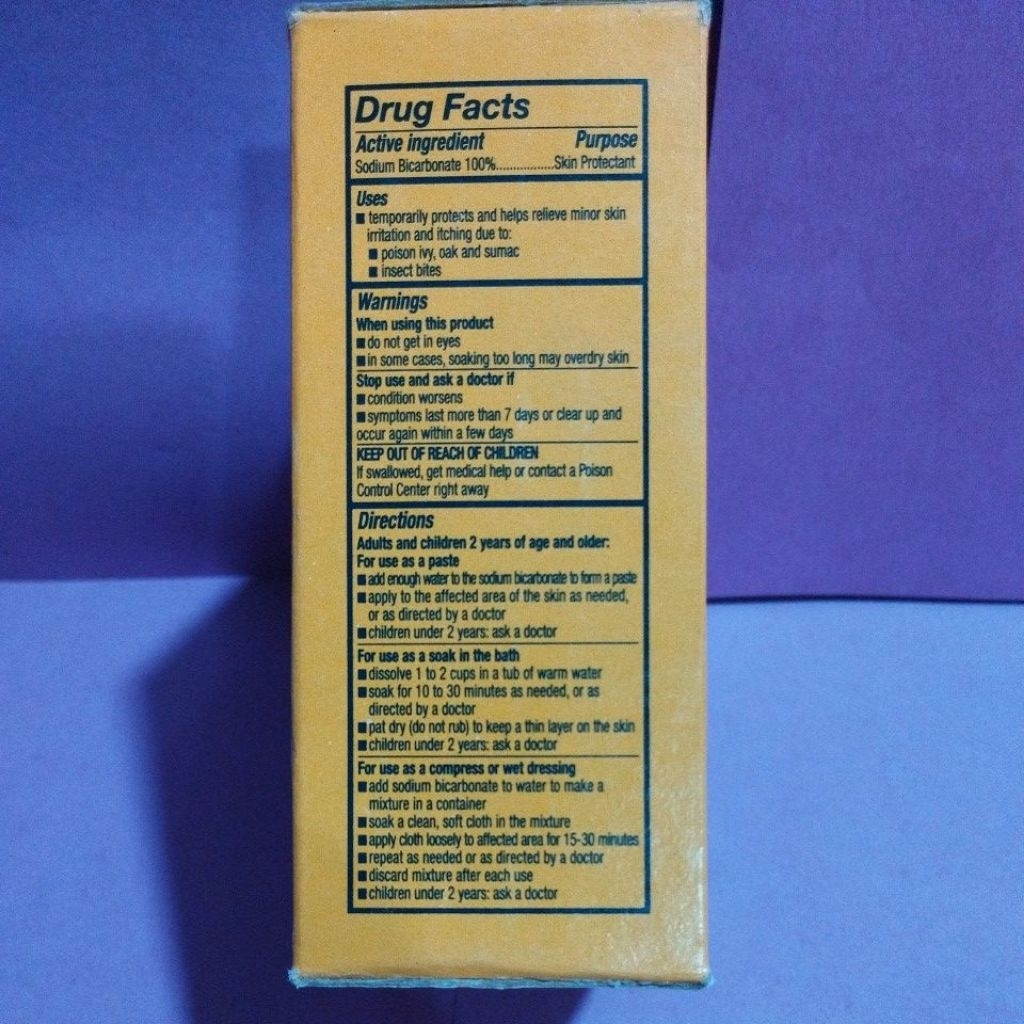 Drug Facts
Active ingredient Purpose
Sodium Bicarbonate 100%.................Skin Protectant
Uses
■ temporarily protects and helps relieve minor skin
irritation and itching due to:
■ poison ivy, oak and sumac
■ insect bites
Warnings
When using this product
■ do not get in eyes
■ in some cases, soaking too long may overdry skin
Stop use and ask a doctor if
■ condition worsens
■ symptoms last more than 7 days or clear up and
occur again within a few days
KEEP OUT OF REACH OF CHILDREN
If swallowed, get medical help or contact a Poison
Control Center right away
Directions
Adults and children 2 years of age and older:
For use as a paste
■ add enough water to the sodium bicarbonate to form a paste
■ apply to the affected area of the skin as needed,
or as directed by a doctor
■ children under 2 years: ask a doctor
For use as a soak in the bath
■ dissolve 1 to 2 cups in a tub of warm water
■ soak for 10 to 30 minutes as needed, or as
directed by a doctor
■ pat dry (do not rub) to keep a thin layer on the skin
■ children under 2 years: ask a doctor
For use as a compress or wet dressing
■ add sodium bicarbonate to water to make a
mixture in a container
■ soak a clean, soft cloth in the mixture
■ apply cloth loosely to affected area for 15-30 minutes
■ repeat as needed or as directed by a doctor
■ discard mixture after each use
■ children under 2 years: ask a doctor